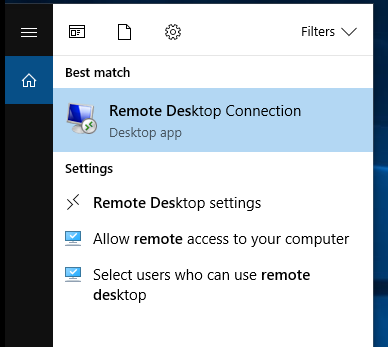 Filters
Best match
Remote Desktop Connection
Desktop app
Settings
Remote Desktop settings
Allow remote access to your computer
Select users who can use remote
desktop